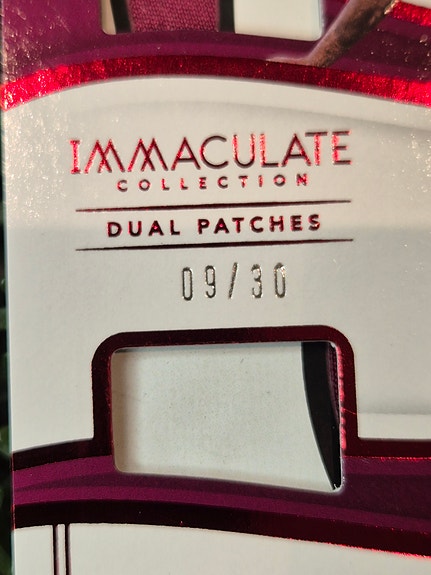 IMMACULATE
COLLECTION
DUAL PATCHES
09/30